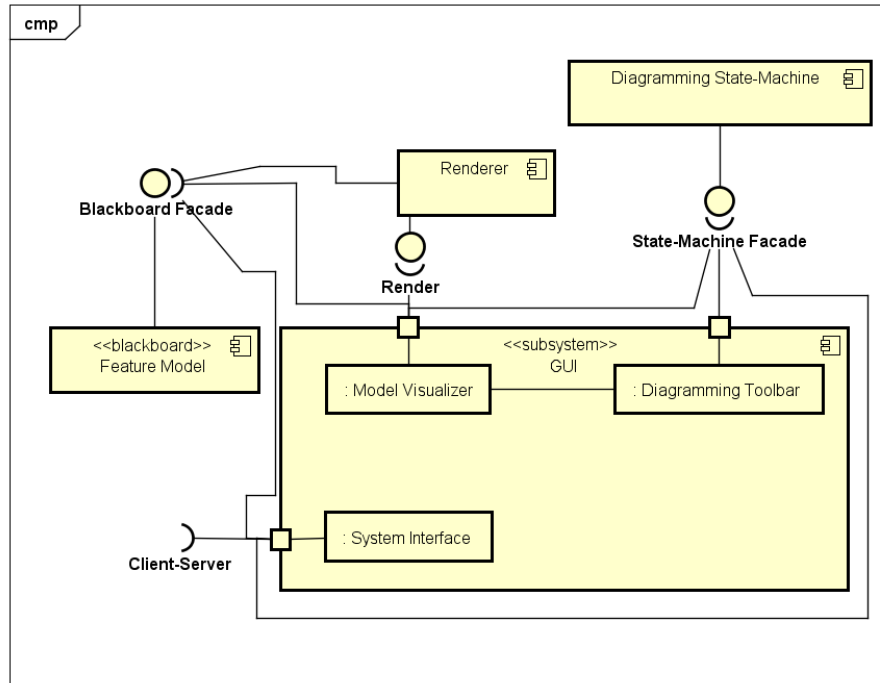 cmp
Diagramming State-Machine
Renderer
Blackboard Facade
State-Machine Facade
Render
<<blackboard>>
Feature Model
<<subsystem>>
GUI
: Model Visualizer
: Diagramming Toolbar
: System Interface
Client-Server